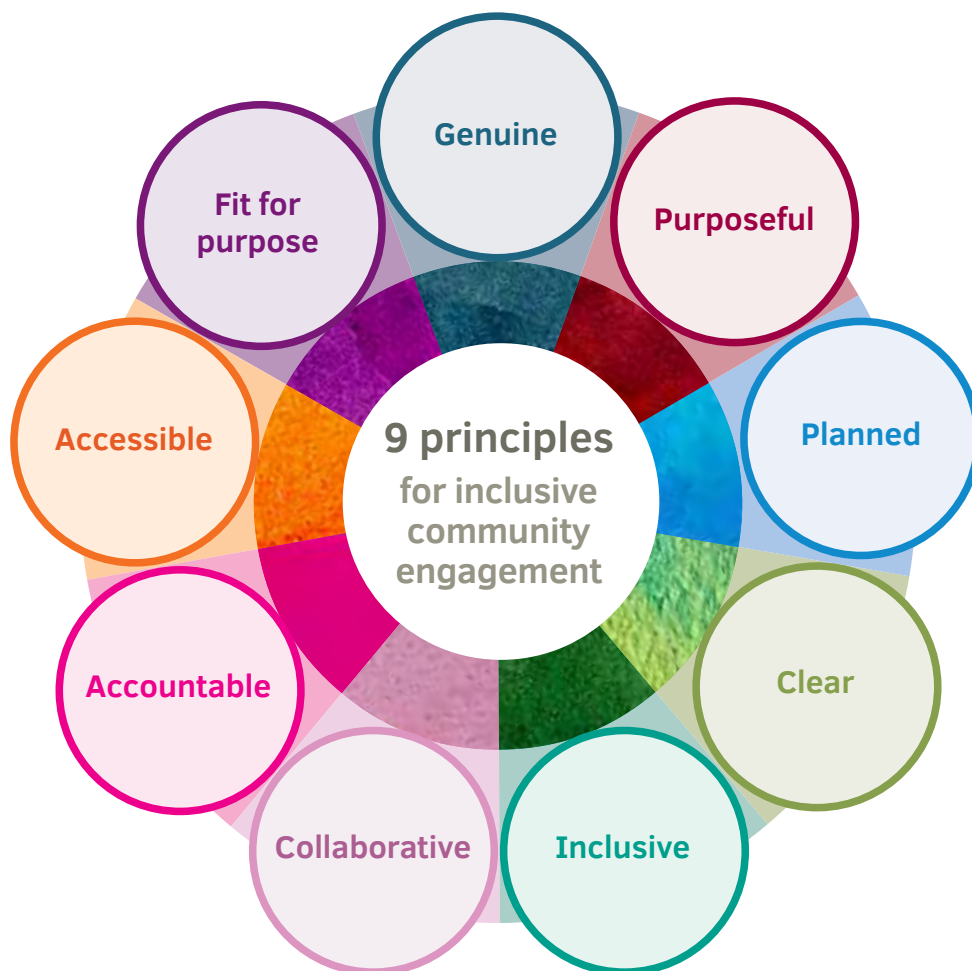 9 principles
for inclusive
community
engagement
Genuine
Purposeful
Planned
Clear
Inclusive
Collaborative
Accountable
Accessible
Fit for
purpose